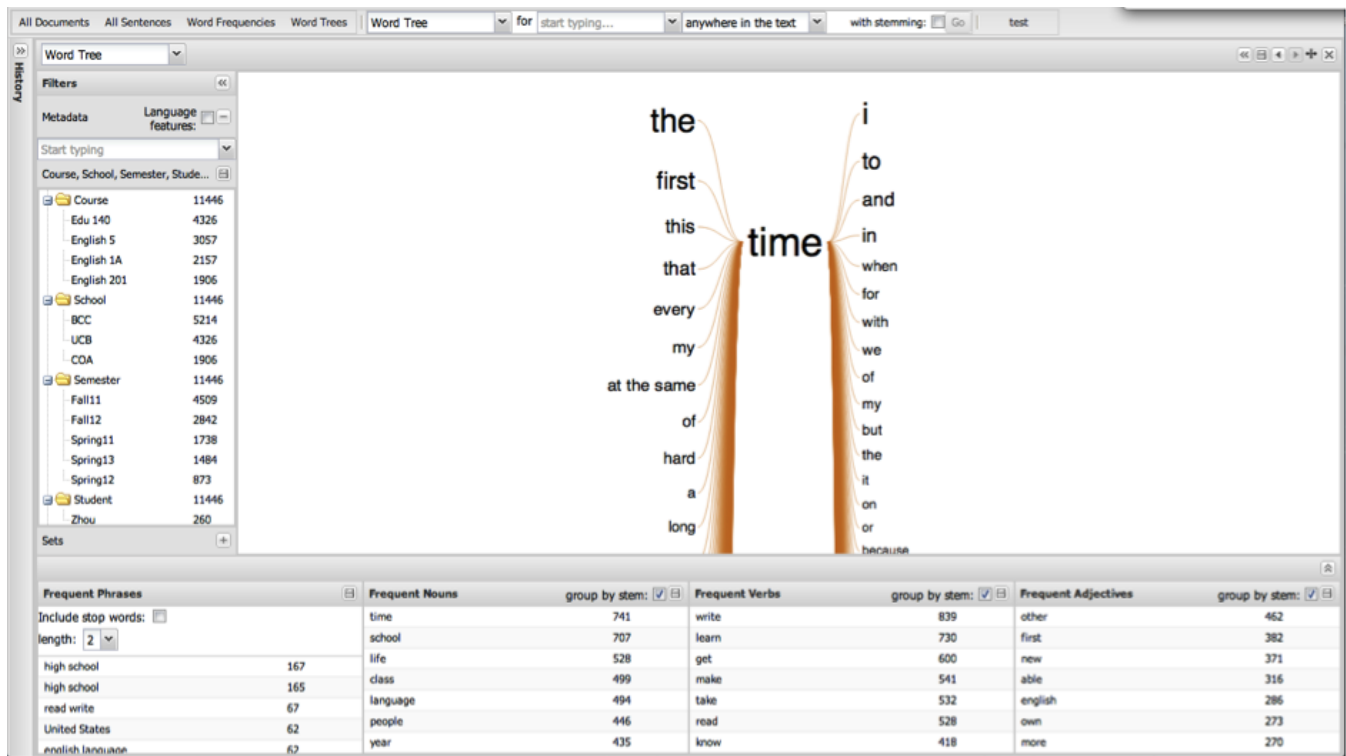 All Documents All Sentences Word Frequencies Word Trees Word Tree for start typing... anywhere in the text with stemming: Go test
History
Word Tree
Filters
Metadata Language features:
Start typing
Course, School, Semester, Stude...
Course 11446
Edu 140 4326
English 5 3057
English 1A 2157
English 201 1906
School 11446
BCC 5214
UCB 4326
COA 1906
Semester 11446
Fall11 4509
Fall12 2842
Spring11 1738
Spring13 1484
Spring12 873
Student 11446
Zhou 260
Sets
the
first
this
that
every
my
at the same
of
hard
a
long
time
i
to
and
in
when
for
with
we
of
my
but
the
it
on
or
because
Frequent Phrases
Include stop words:
length: 2
high school 167
high school 165
read write 67
United States 62
english language 62
Frequent Nouns group by stem:
time 741
school 707
life 528
class 499
language 494
people 446
year 435
Frequent Verbs group by stem:
write 839
learn 730
get 600
make 541
take 532
read 528
know 418
Frequent Adjectives group by stem:
other 462
first 382
new 371
able 316
english 286
own 273
more 270